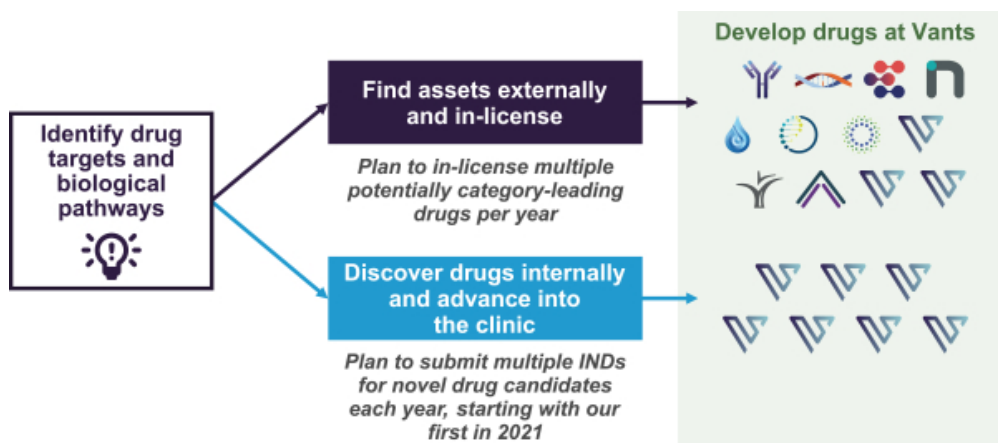 Develop drugs at Vants
Find assets externally
and in-license
Identify drug
targets and
biological
pathways
Plan to in-license multiple
potentially category-leading
drugs per year
Discover drugs internally
and advance into
the clinic
Plan to submit multiple INDs
for novel drug candidates
each year, starting with our
first in 2021